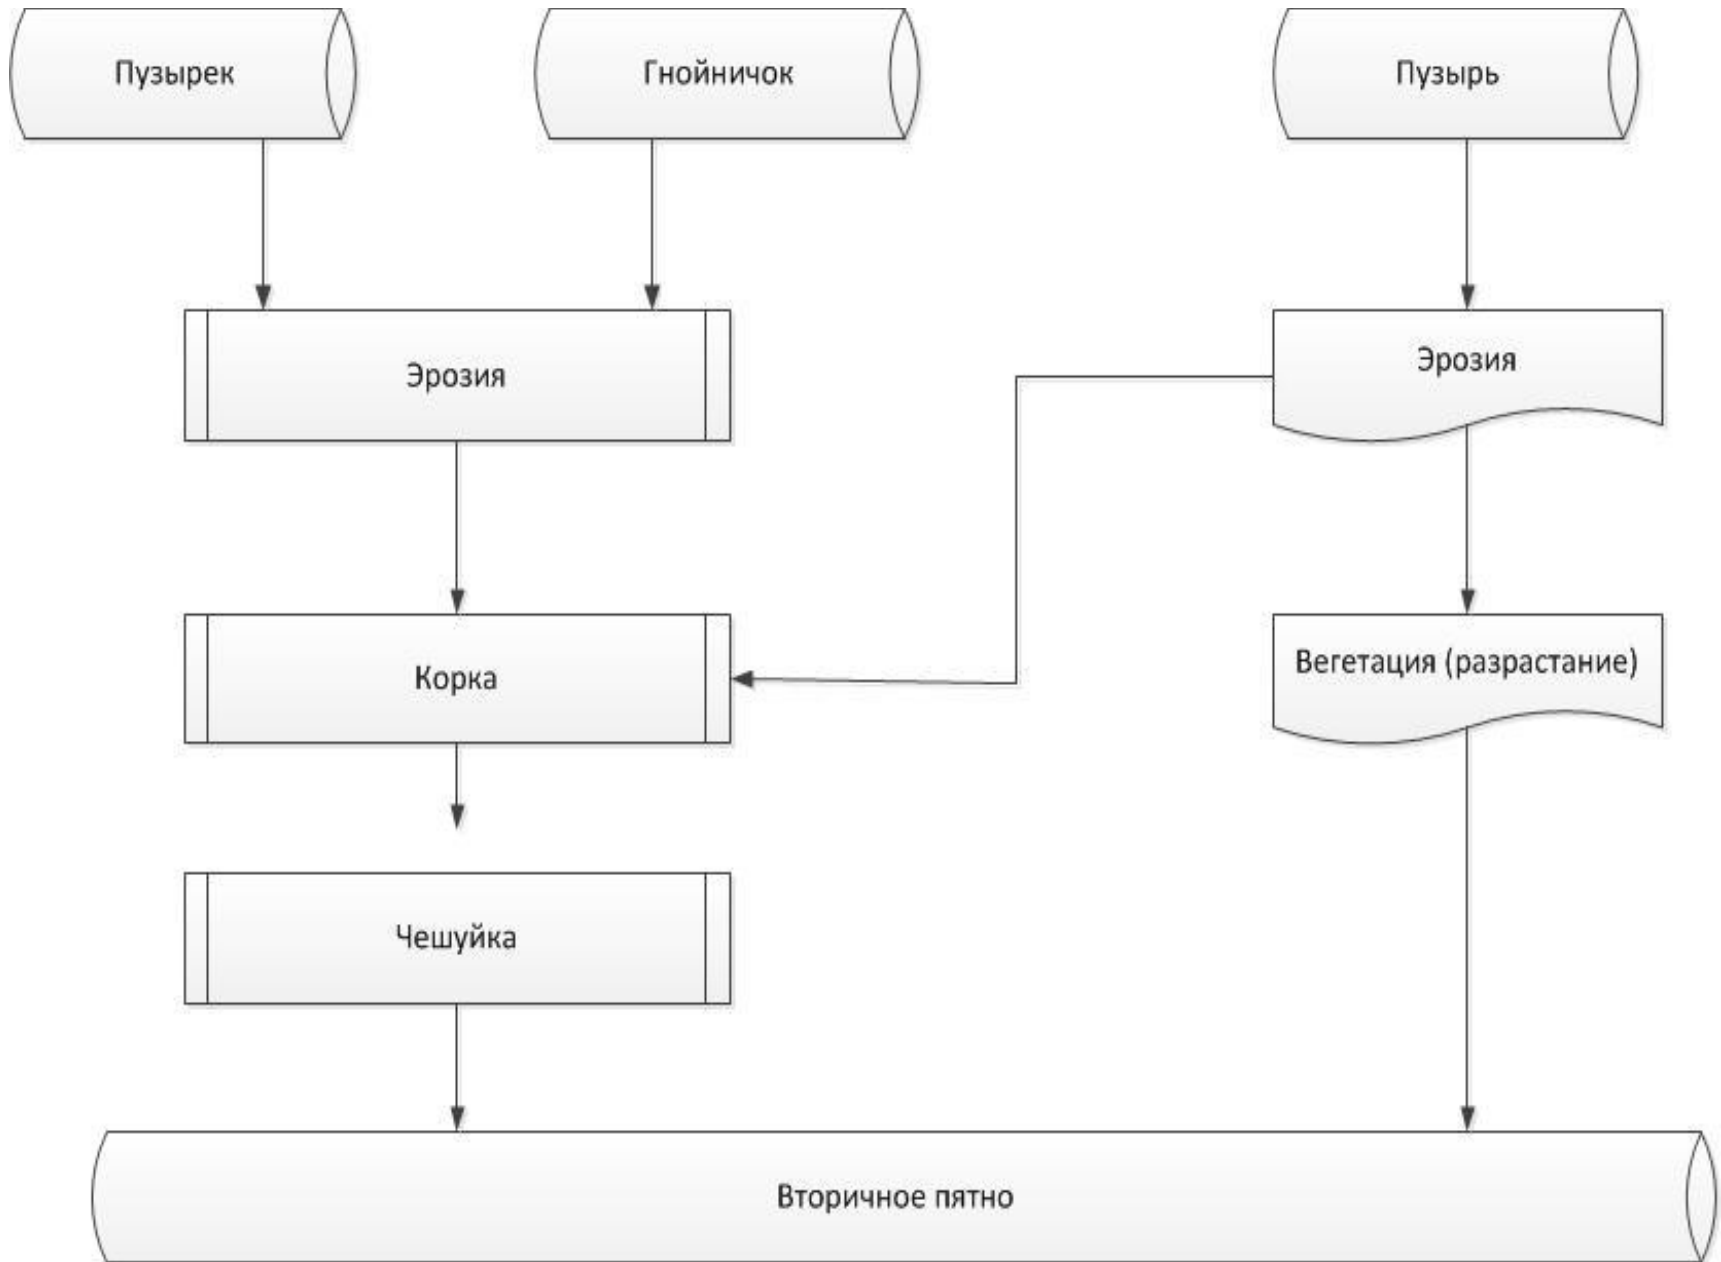 Пузырек
Гнойничок
Пузырь
Эрозия
Эрозия
Корка
Вегетация (разрастание)
Чешуйка
Вторичное пятно